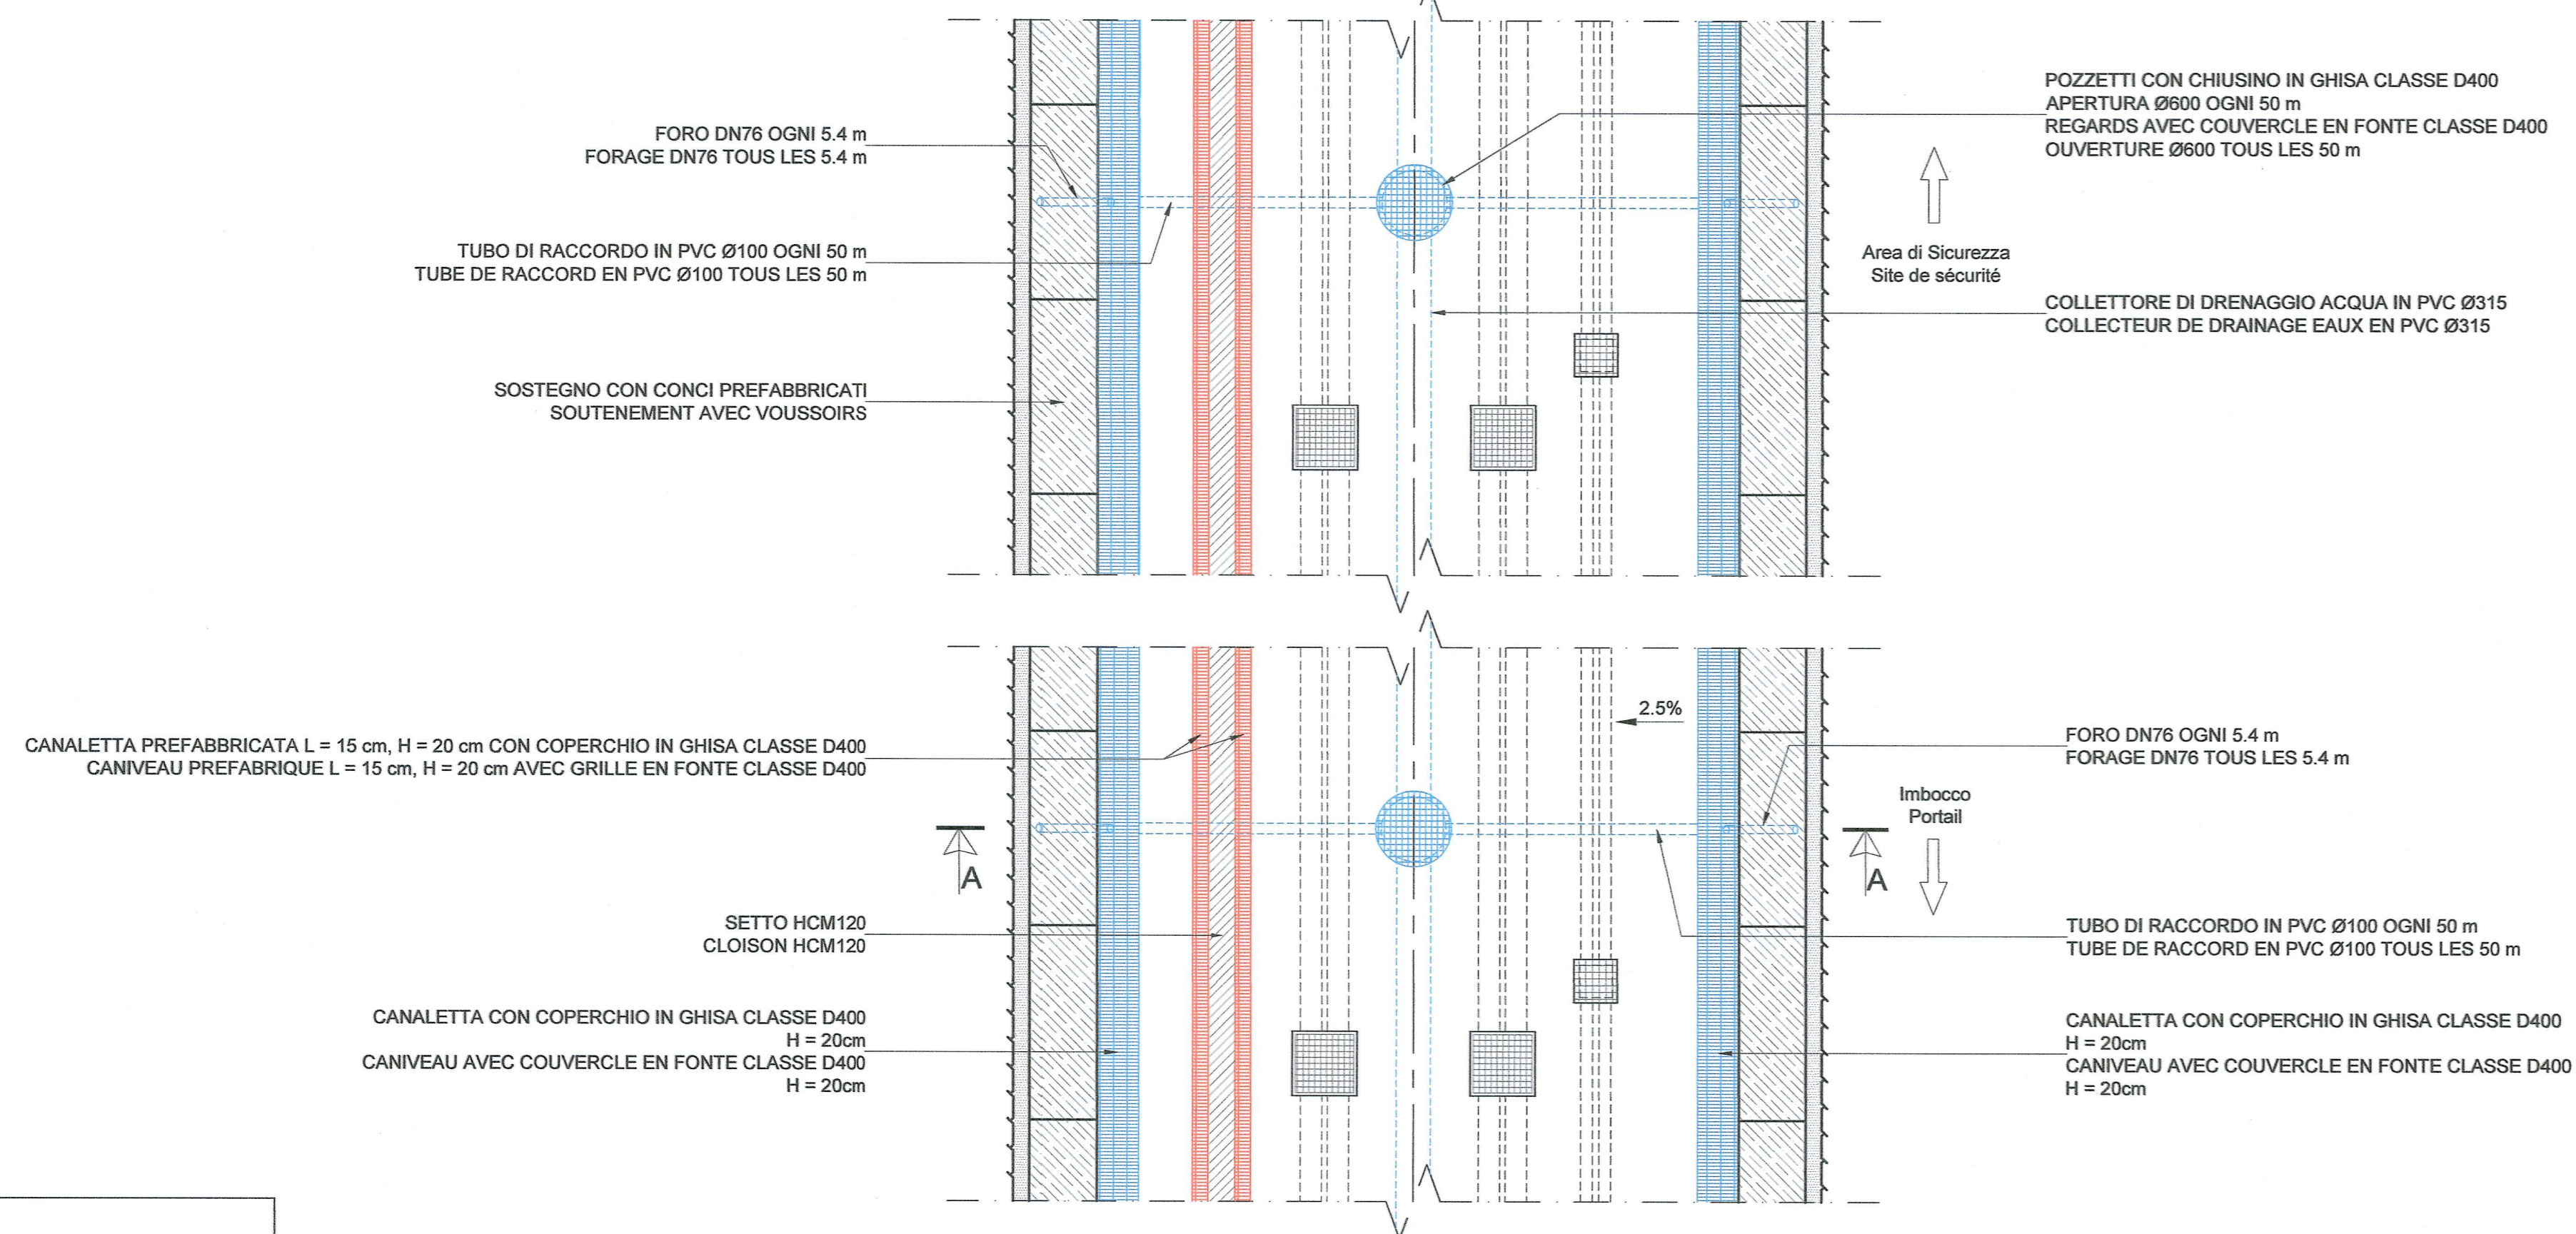 POZZETTI CON CHIUSINO IN GHISA CLASSE D400
APERTURA Ø600 OGNI 50 m
REGARDS AVEC COUVERCLE EN FONTE CLASSE D400
OUVERTURE Ø600 TOUS LES 50 m
FORO DN76 OGNI 5.4 m
FORAGE DN76 TOUS LES 5.4 m
TUBO DI RACCORDO IN PVC Ø100 OGNI 50 m
TUBE DE RACCORD EN PVC Ø100 TOUS LES 50 m
Area di Sicurezza
Site de sécurité
COLLETTORE DI DRENAGGIO ACQUA IN PVC Ø315
COLLECTEUR DE DRAINAGE EAUX EN PVC Ø315
SOSTEGNO CON CONCI PREFABBRICATI
SOUTENEMENT AVEC VOUSSOIRS
2.5%
CANALETTA PREFABBRICATA L = 15 cm, H = 20 cm CON COPERCHIO IN GHISA CLASSE D400
CANIVEAU PREFABRIQUE L = 15 cm, H = 20 cm AVEC GRILLE EN FONTE CLASSE D400
FORO DN76 OGNI 5.4 m
FORAGE DN76 TOUS LES 5.4 m
Imbocco
Portail
A
A
SETTO HCM120
CLOISON HCM120
TUBO DI RACCORDO IN PVC Ø100 OGNI 50 m
TUBE DE RACCORD EN PVC Ø100 TOUS LES 50 m
CANALETTA CON COPERCHIO IN GHISA CLASSE D400
H = 20cm
CANIVEAU AVEC COUVERCLE EN FONTE CLASSE D400
H = 20cm
CANALETTA CON COPERCHIO IN GHISA CLASSE D400
H = 20cm
CANIVEAU AVEC COUVERCLE EN FONTE CLASSE D400
H = 20cm